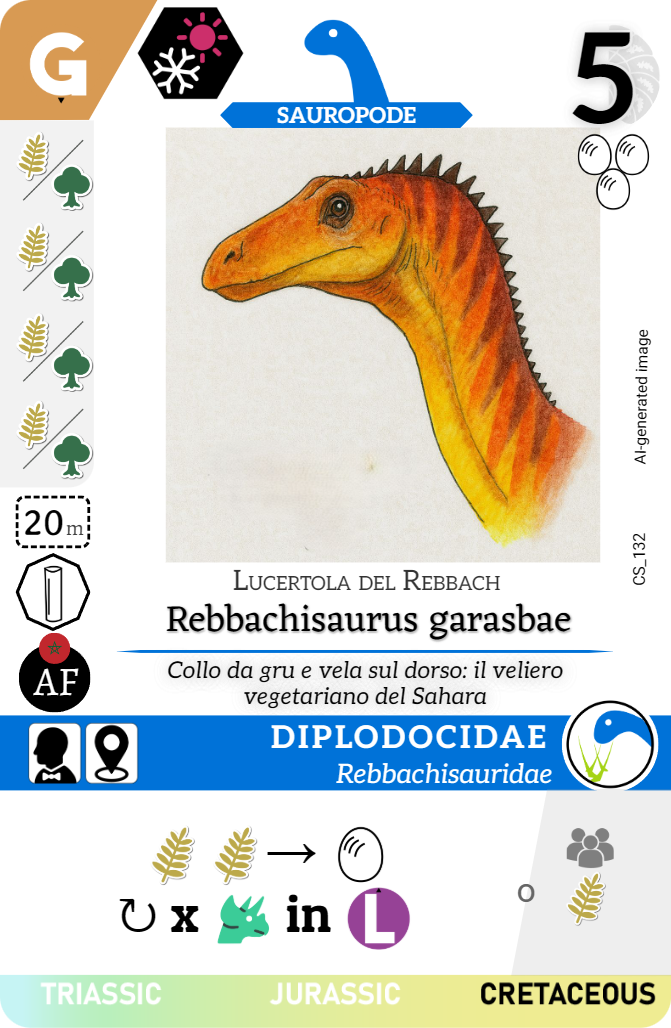 G
5
SAUROPODE
AI-generated image
20 m
CS_132
LUCERTOLA DEL REBBACH
Rebbachisaurus garasbae
AF
Collo da gru e vela sul dorso: il veliero
vegetariano del Sahara
DIPLODOCIDAE
Rebbachisauridae
o
x in L
TRIASSIC JURASSIC CRETACEOUS